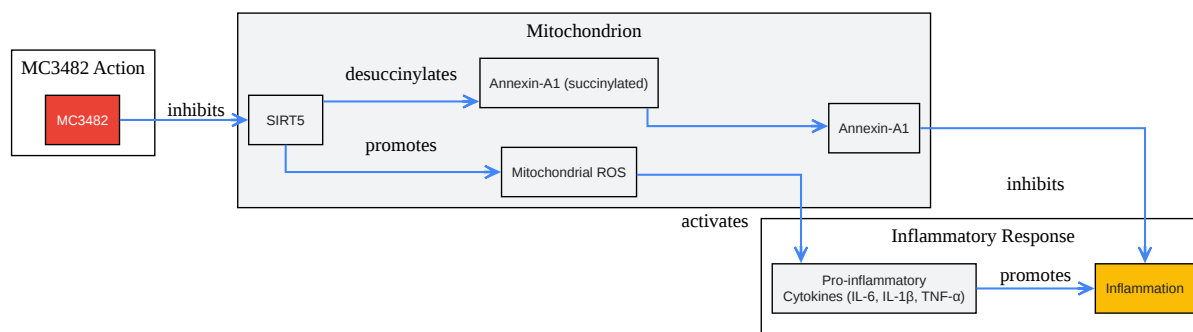 Mitochondrion
MC3482 Action
desuccinylates
Annexin-A1 (succinylated)
MC3482
inhibits
SIRT5
Annexin-A1
promotes
Mitochondrial ROS
inhibits
activates
Inflammatory Response
Pro-inflammatory
Cytokines (IL-6, IL-1β, TNF-α)
promotes
Inflammation